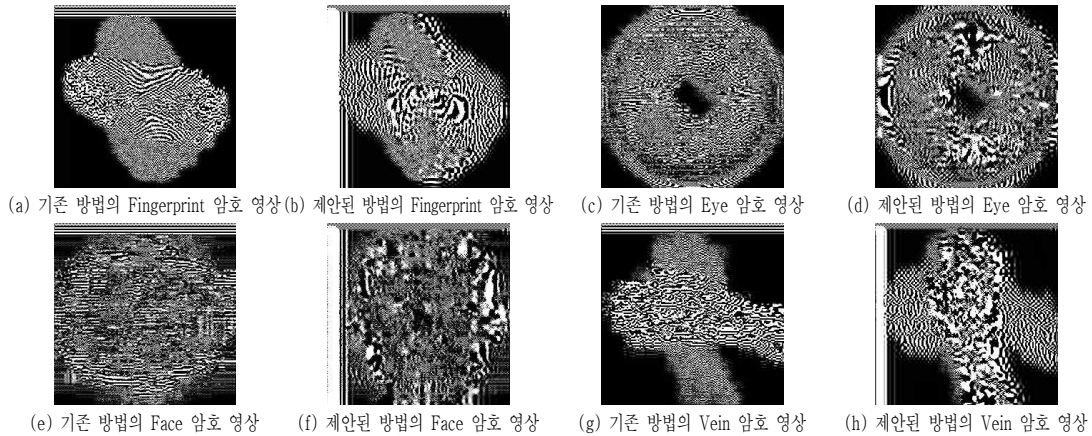 (a) 기존 방법의 Fingerprint 암호 영상
(b) 제안된 방법의 Fingerprint 암호 영상
(c) 기존 방법의 Eye 암호 영상
(d) 제안된 방법의 Eye 암호 영상
(e) 기존 방법의 Face 암호 영상
(f) 제안된 방법의 Face 암호 영상
(g) 기존 방법의 Vein 암호 영상
(h) 제안된 방법의 Vein 암호 영상